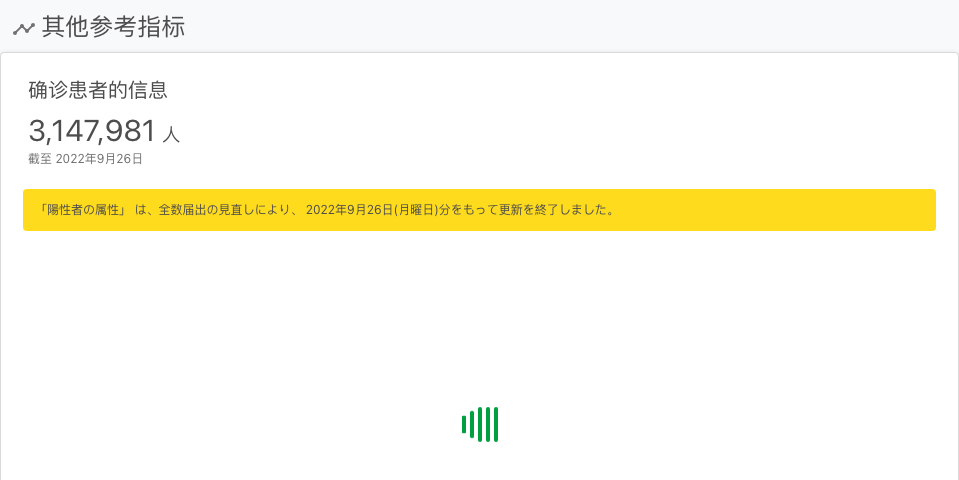 其他参考指标
确诊患者的信息
3,147,981 人
截至 2022年9月26日
「陽性者の属性」 は、全数届出の見直しにより、 2022年9月26日(月曜日)分をもって更新を終了しました。